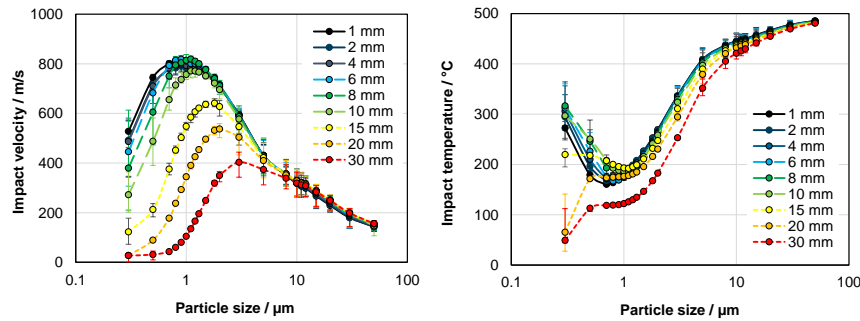 1000
800
600
400
200
0
0.1
1
10
100
Impact velocity / m/s
Particle size / µm
1 mm
2 mm
4 mm
6 mm
8 mm
10 mm
15 mm
20 mm
30 mm
500
400
300
200
100
0
0.1
1
10
100
Impact temperature / °C
Particle size / µm
1 mm
2 mm
4 mm
6 mm
8 mm
10 mm
15 mm
20 mm
30 mm